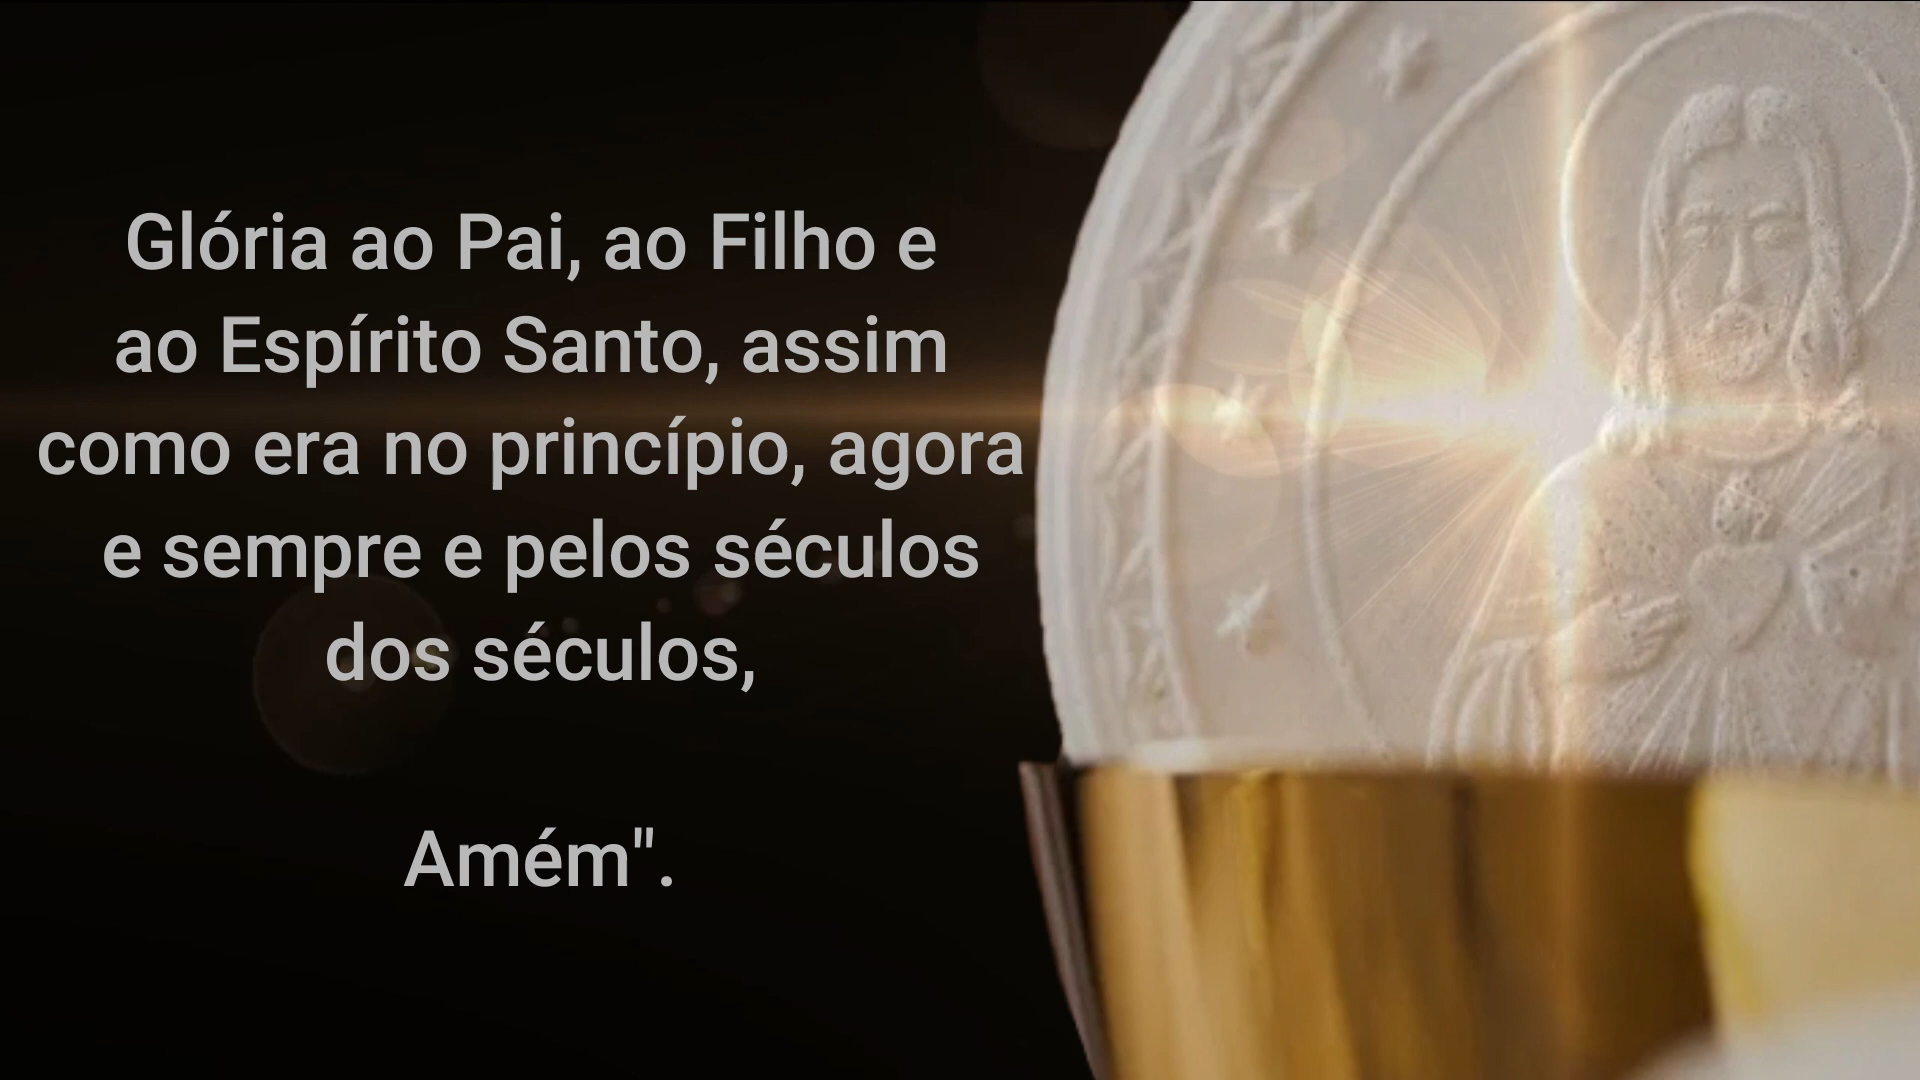 Glória ao Pai, ao Filho e
ao Espírito Santo, assim
como era no princípio, agora
e sempre e pelos séculos
dos séculos,
Amém".